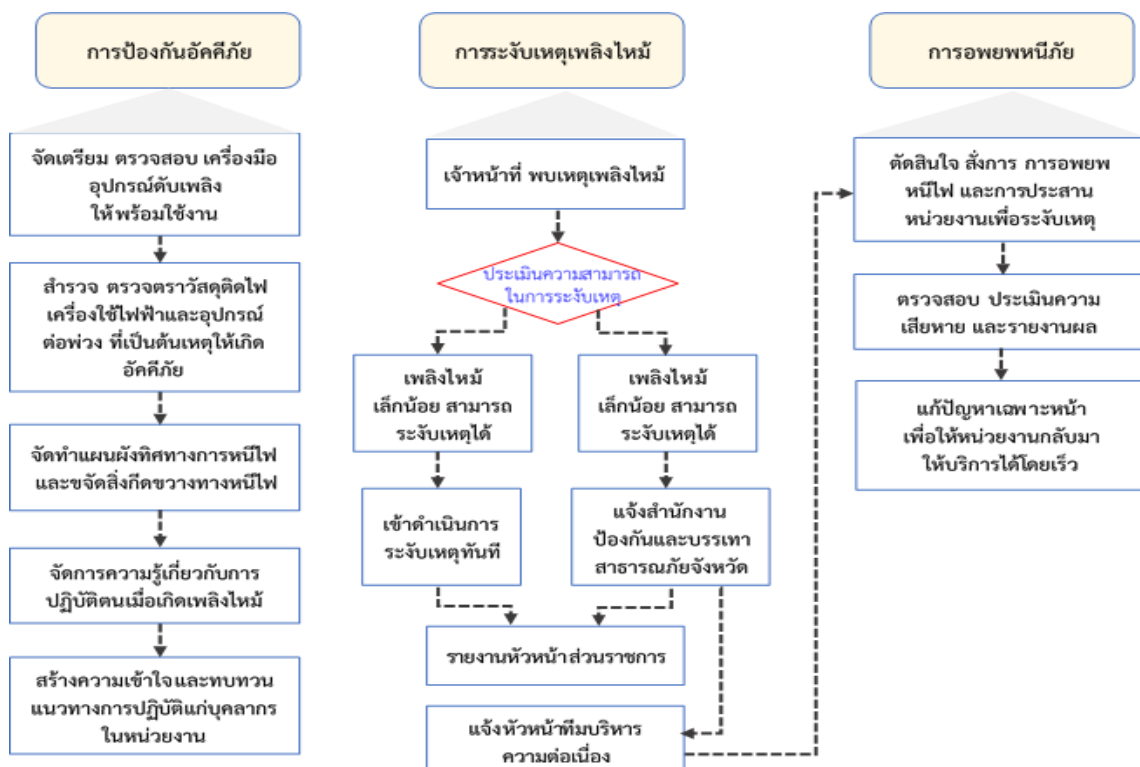 การป้องกันอัคคีภัย
จัดเตรียม ตรวจสอบ เครื่องมือ
อุปกรณ์ดับเพลิง
ให้พร้อมใช้งาน
สำรวจ ตรวจตราวัสดุติดไฟ
เครื่องใช้ไฟฟ้าและอุปกรณ์
ต่อพ่วง ที่เป็นต้นเหตุให้เกิด
อัคคีภัย
จัดทำแผนผังทิศทางการหนีไฟ
และขจัดสิ่งกีดขวางทางหนีไฟ
จัดการความรู้เกี่ยวกับการ
ปฏิบัติตนเมื่อเกิดเพลิงไหม้
สร้างความเข้าใจและทบทวน
แนวทางการปฏิบัติแก่บุคลากร
ในหน่วยงาน
การระงับเหตุเพลิงไหม้
เจ้าหน้าที่ พบเหตุเพลิงไหม้
ประเมินความสามารถ
ในการระงับเหตุ
เพลิงไหม้
เล็กน้อย สามารถ
ระงับเหตุได้
เข้าดำเนินการ
ระงับเหตุทันที
เพลิงไหม้
เล็กน้อย สามารถ
ระงับเหตุได้
แจ้งสำนักงาน
ป้องกันและบรรเทา
สาธารณภัยจังหวัด
รายงานหัวหน้าส่วนราชการ
แจ้งหัวหน้าทีมบริหาร
ความต่อเนื่อง
การอพยพหนีภัย
ตัดสินใจ สั่งการ การอพยพ
หนีไฟ และการประสาน
หน่วยงานเพื่อระงับเหตุ
ตรวจสอบ ประเมินความ
เสียหาย และรายงานผล
แก้ปัญหาเฉพาะหน้า
เพื่อให้หน่วยงานกลับมา
ให้บริการได้โดยเร็ว